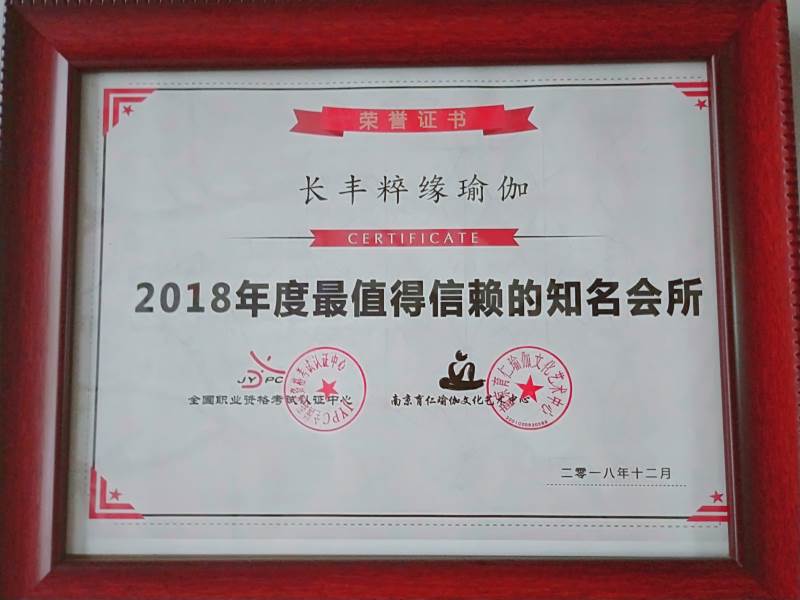 荣誉证书
长丰粹缘瑜伽
CERTIFICATE
2018年度最值得信赖的知名会所
JYPC
全国职业资格考试认证中心
南京育仁瑜伽文化艺术中心
二零一八年十二月